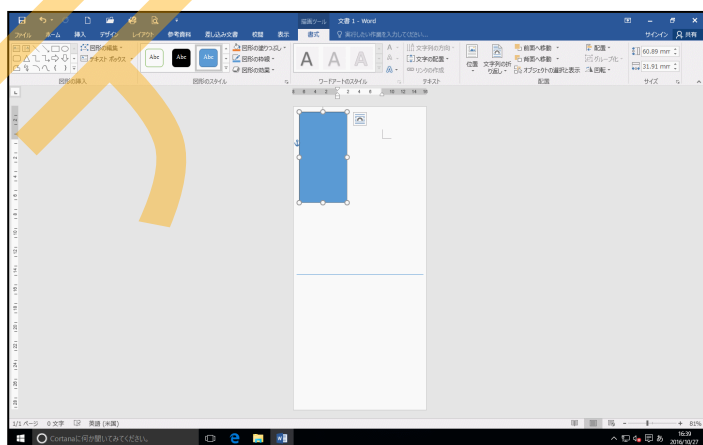 描画ツール 文書 1 - Word
ファイル ホーム 挿入 デザイン レイアウト 参考資料 差し込み文書 校閲 表示 書式 実行したい作業を入力してください... サインイン 共有
図形の編集
テキスト ボックス
図形の挿入
Abc Abc Abc
図形の塗りつぶし
図形の枠線
図形の効果
図形のスタイル
A A A
ワードアートのスタイル
文字列の方向
文字の配置
リンクの作成
テキスト
位置 文字列の折り返し
前面へ移動
背面へ移動
オブジェクトの選択と表示
配置
グループ化
回転
配置
60.89 mm
31.91 mm
サイズ
1/1 ページ 0 文字 英語 (米国) 81%
Cortanaに何か聞いてみてください。 あ 16:39
2016/10/27